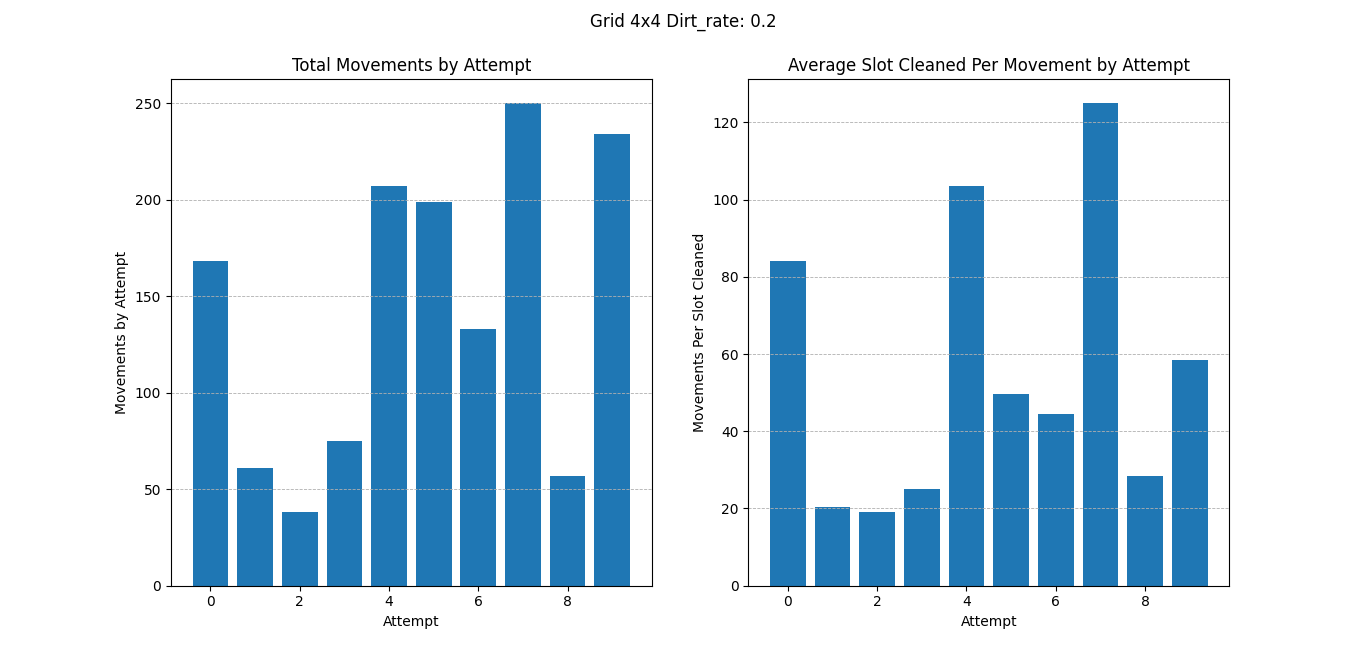 Grid 4x4 Dirt_rate: 0.2
Total Movements by Attempt
Movements by Attempt
250
200
150
100
50
0
0 2 4 6 8
Attempt
Average Slot Cleaned Per Movement by Attempt
Movements Per Slot Cleaned
120
100
80
60
40
20
0
0 2 4 6 8
Attempt